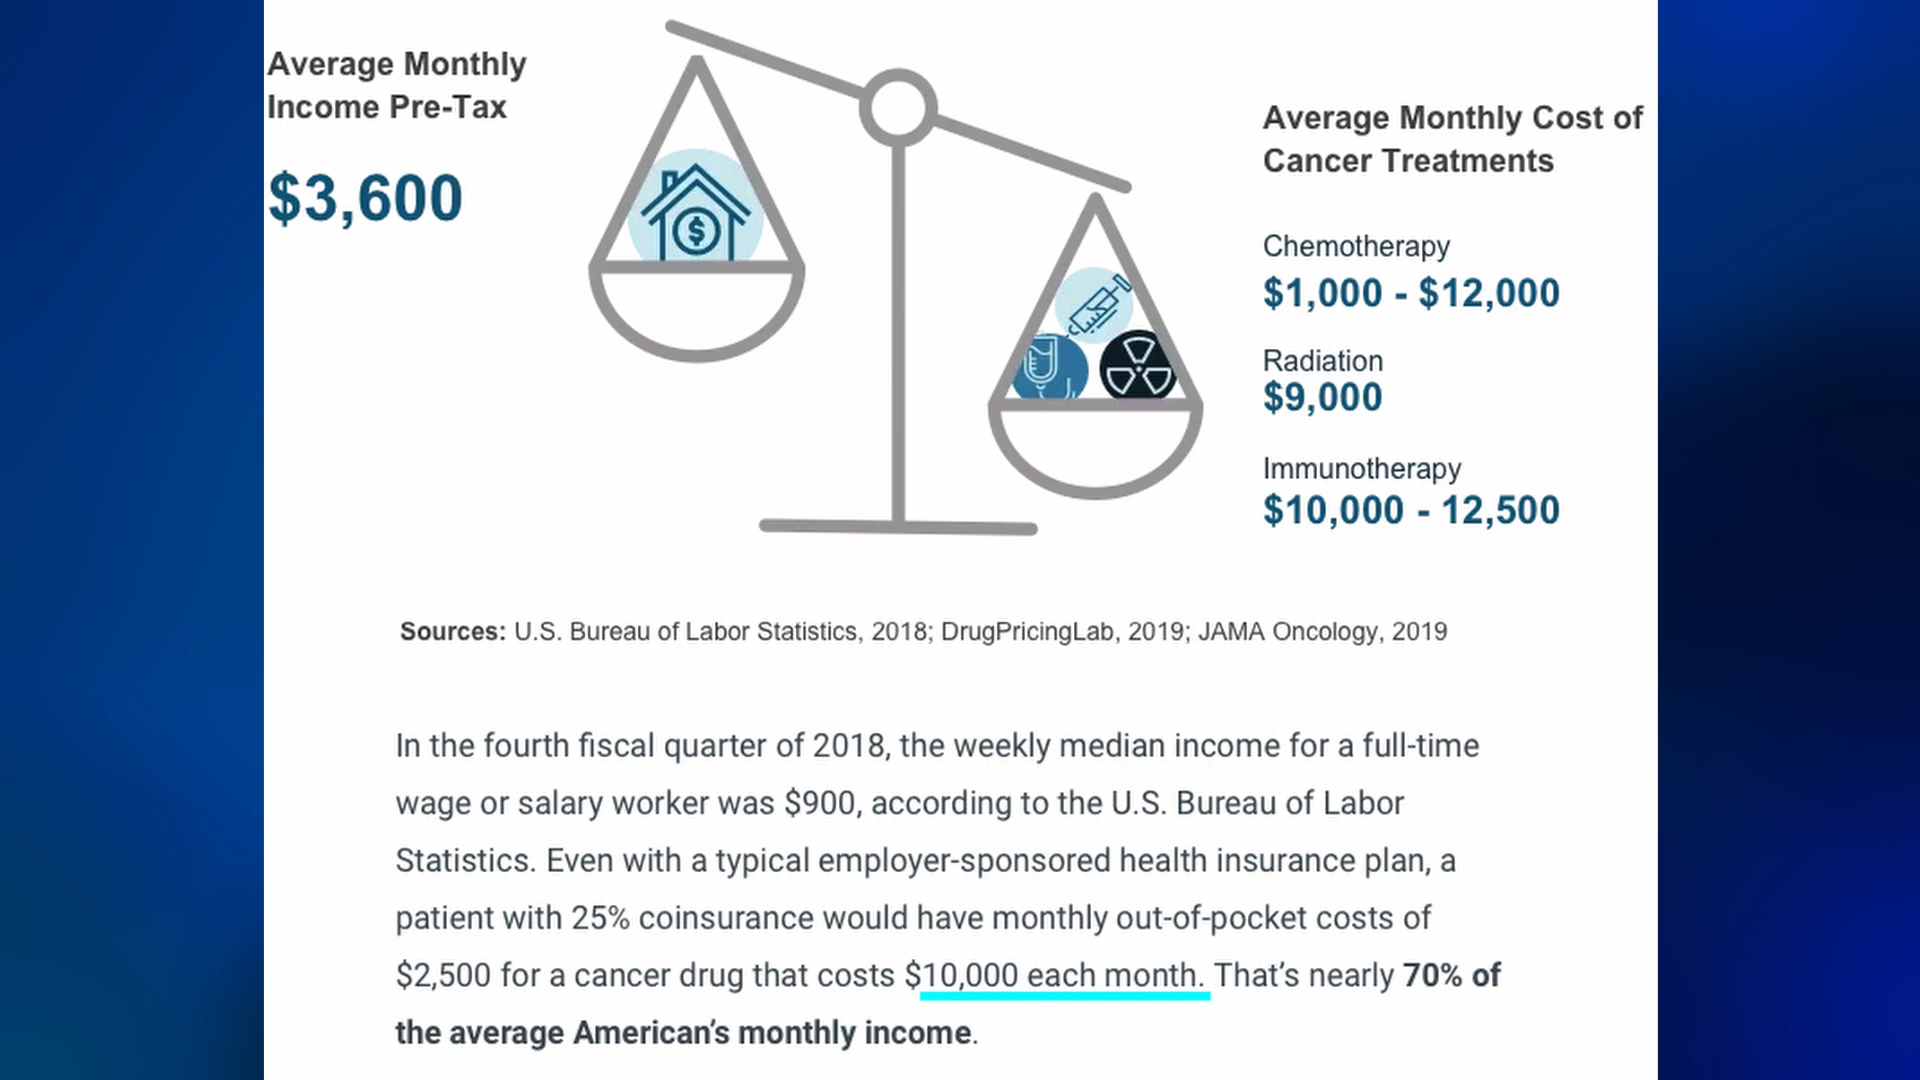 Average Monthly
Income Pre-Tax
$3,600
Average Monthly Cost of
Cancer Treatments
Chemotherapy
$1,000 - $12,000
Radiation
$9,000
Immunotherapy
$10,000 - 12,500
$
Sources: U.S. Bureau of Labor Statistics, 2018; DrugPricingLab, 2019; JAMA Oncology, 2019
In the fourth fiscal quarter of 2018, the weekly median income for a full-time
wage or salary worker was $900, according to the U.S. Bureau of Labor
Statistics. Even with a typical employer-sponsored health insurance plan, a
patient with 25% coinsurance would have monthly out-of-pocket costs of
$2,500 for a cancer drug that costs $10,000 each month. That’s nearly 70% of
the average American’s monthly income.